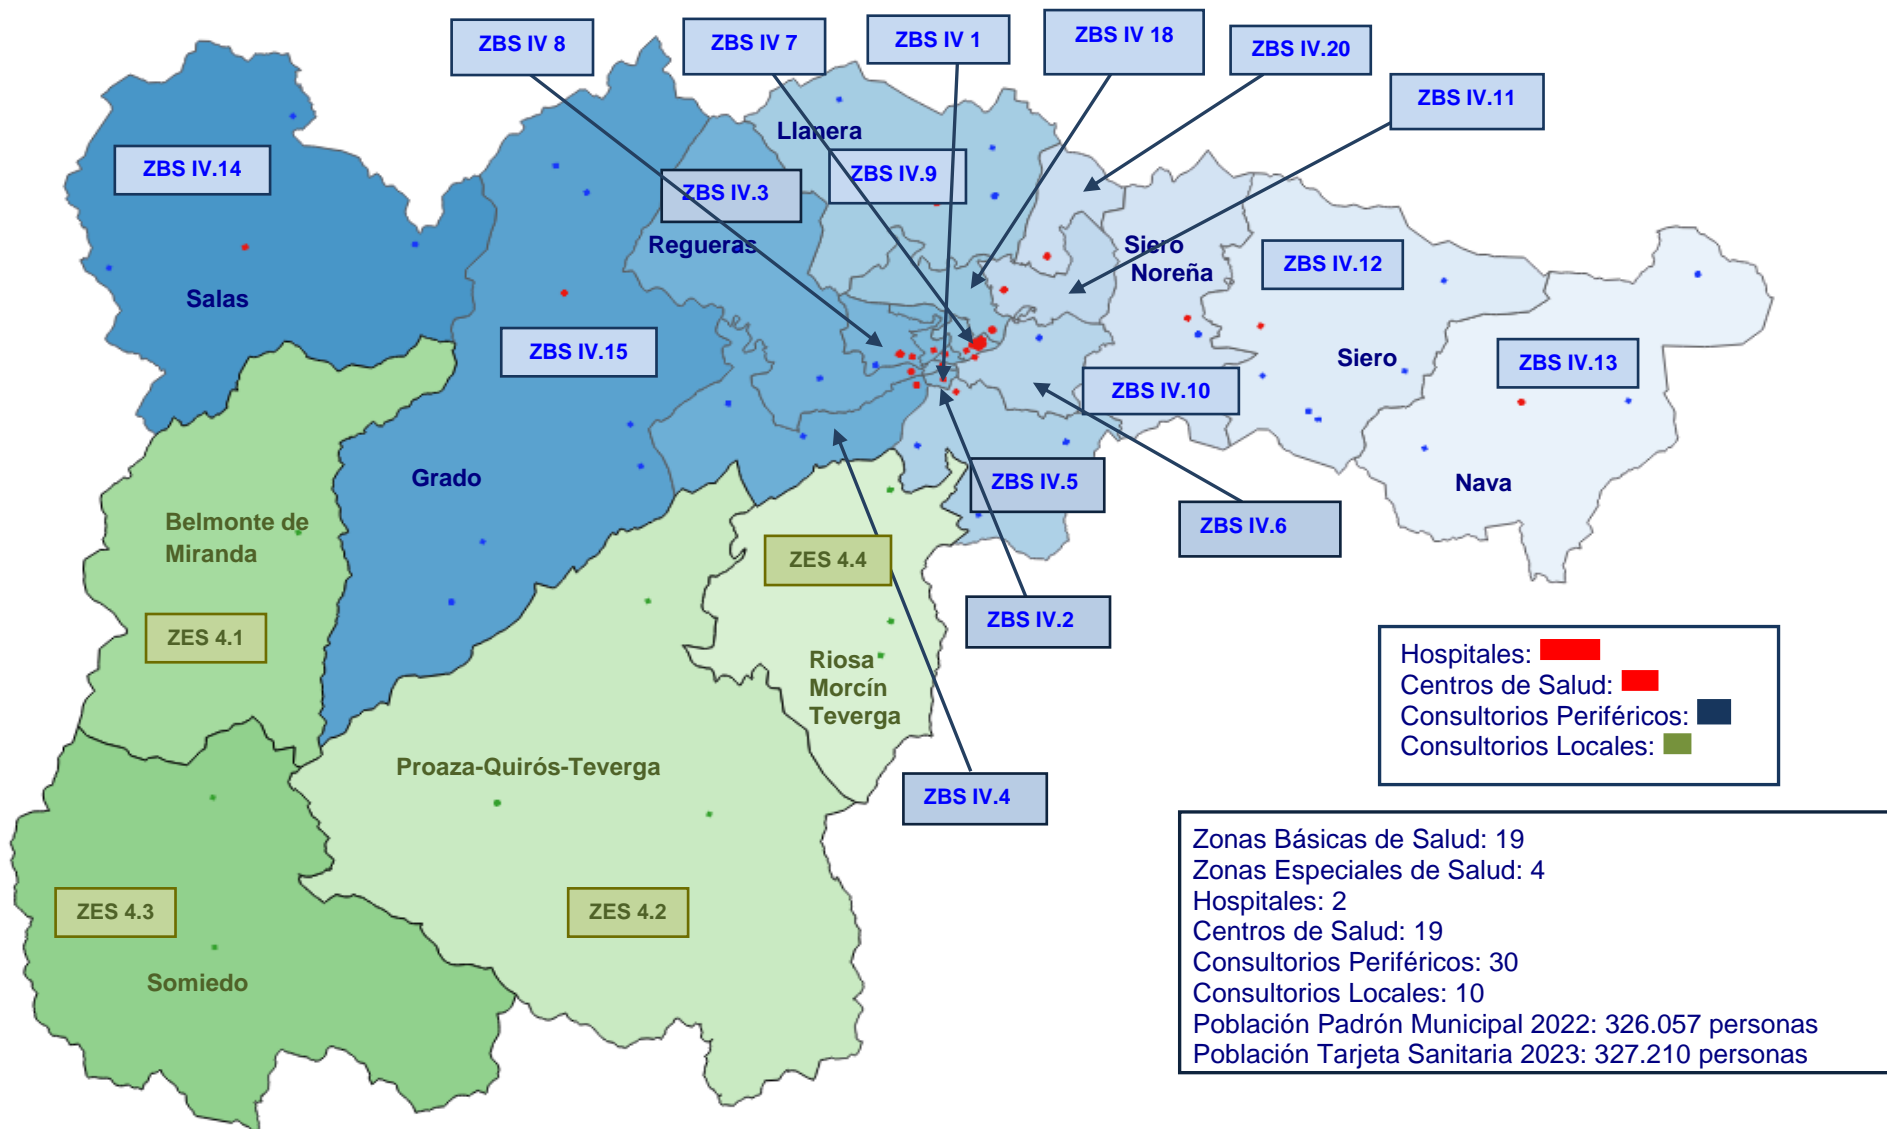 ZBS IV 8
ZBS IV 7
ZBS IV 1
ZBS IV 18
ZBS IV.20
ZBS IV.11
Llanera
ZBS IV.14
ZBS IV.3
ZBS IV.9
Regueras
Siero
Noreña
ZBS IV.12
Salas
ZBS IV.15
Siero
ZBS IV.13
ZBS IV.10
Grado
ZBS IV.5
Nava
Belmonte de
Miranda
ZBS IV.6
ZES 4.4
ZES 4.1
ZBS IV.2
Riosa
Morcín
Teverga
Proaza-Quirós-Teverga
ZBS IV.4
ZES 4.3
ZES 4.2
Somiedo
Hospitales:
Centros de Salud:
Consultorios Periféricos:
Consultorios Locales:
Zonas Básicas de Salud: 19
Zonas Especiales de Salud: 4
Hospitales: 2
Centros de Salud: 19
Consultorios Periféricos: 30
Consultorios Locales: 10
Población Padrón Municipal 2022: 326.057 personas
Población Tarjeta Sanitaria 2023: 327.210 personas